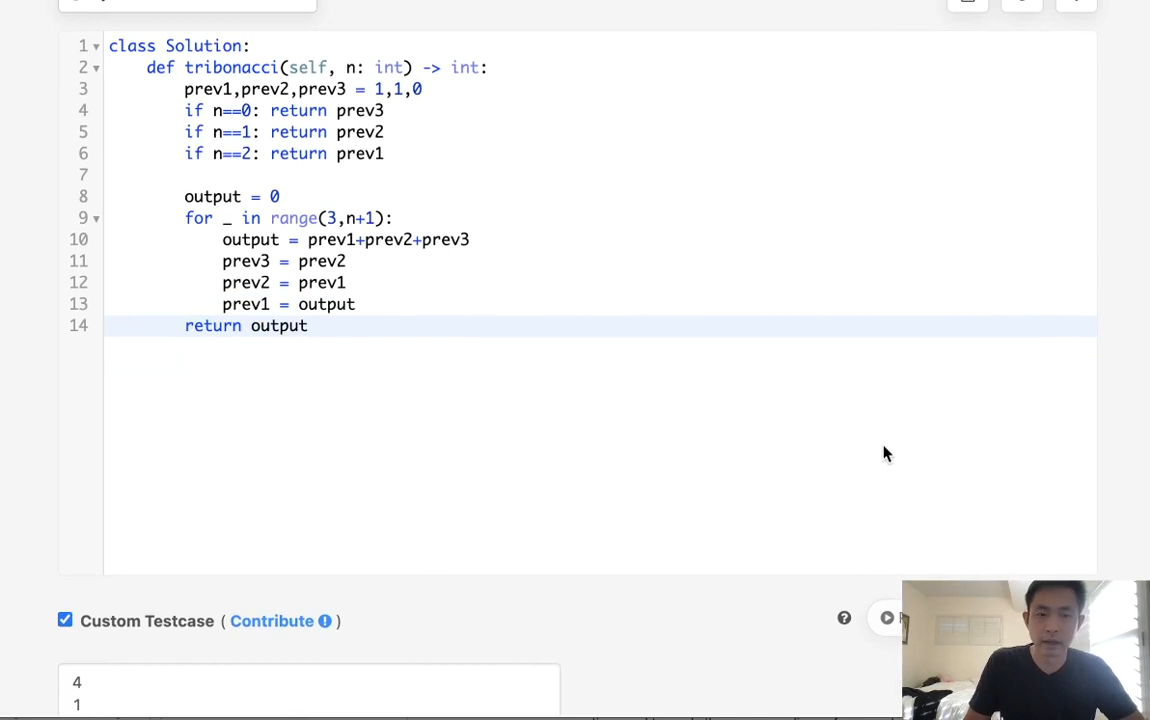 1 class Solution:
2 def tribonacci(self, n: int) -> int:
3 prev1,prev2,prev3 = 1,1,0
4 if n==0: return prev3
5 if n==1: return prev2
6 if n==2: return prev1
7
8 output = 0
9 for _ in range(3,n+1):
10 output = prev1+prev2+prev3
11 prev3 = prev2
12 prev2 = prev1
13 prev1 = output
14 return output
Custom Testcase ( Contribute )
4
1